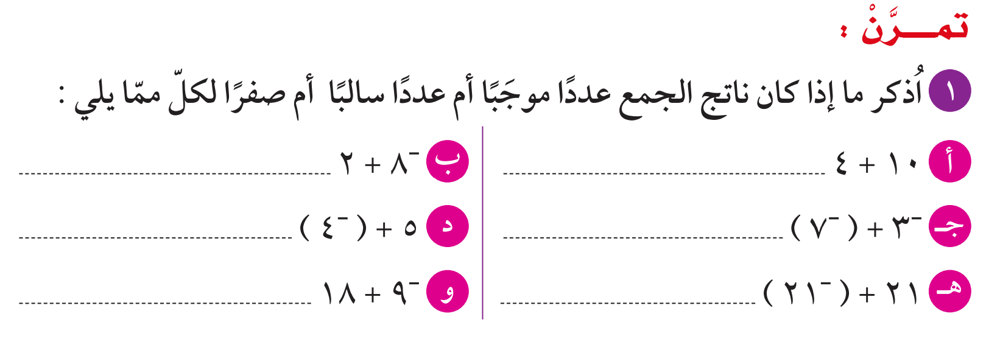 تمـــرَّنْ :
١ اُذكر ما إذا كان ناتج الجمع عددًا موجَبًا أم عددًا سالبًا أم صفرًا لكلّ ممّا يلي :
أ ١٠ + ٤ ب ⁻٨ + ٢
جـ ⁻٣ + ( ⁻٧ ) د ٥ + ( ⁻٤ )
هـ ٢١ + ( ⁻٢١ ) و ⁻٩ + ١٨